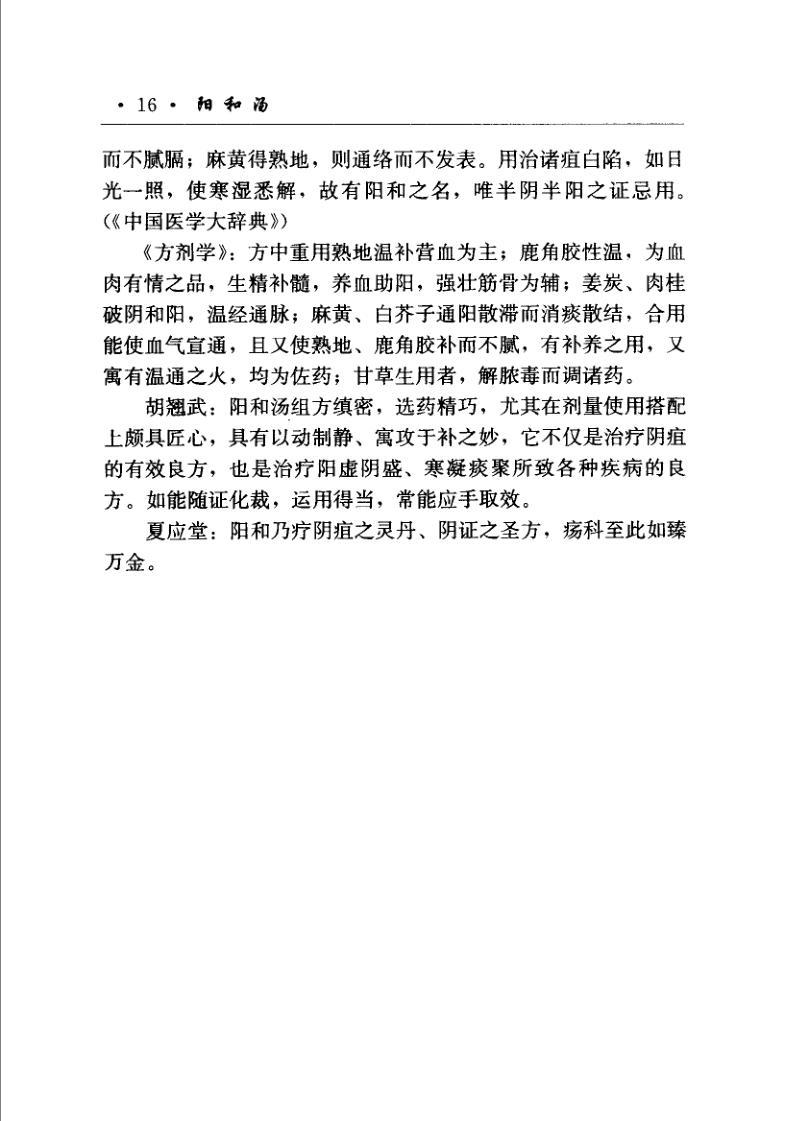 · 16 · 阳和汤
而不腻膈；麻黄得熟地，则通络而不发表。用治诸疽白陷，如日
光一照，使寒湿悉解，故有阳和之名，唯半阴半阳之证忌用。
(《中国医学大辞典》)
《方剂学》：方中重用熟地温补营血为主；鹿角胶性温，为血
肉有情之品，生精补髓，养血助阳，强壮筋骨为辅；姜炭、肉桂
破阴和阳，温经通脉；麻黄、白芥子通阳散滞而消痰散结，合用
能使血气宣通，且又使熟地、鹿角胶补而不腻，有补养之用，又
寓有温通之火，均为佐药；甘草生用者，解脓毒而调诸药。
胡翘武：阳和汤组方缜密，选药精巧，尤其在剂量使用搭配
上颇具匠心，具有以动制静、寓攻于补之妙，它不仅是治疗阴疽
的有效良方，也是治疗阳虚阴盛、寒凝痰聚所致各种疾病的良
方。如能随证化裁，运用得当，常能应手取效。
夏应堂：阳和乃疗阴疽之灵丹、阴证之圣方，疡科至此如臻
万金。